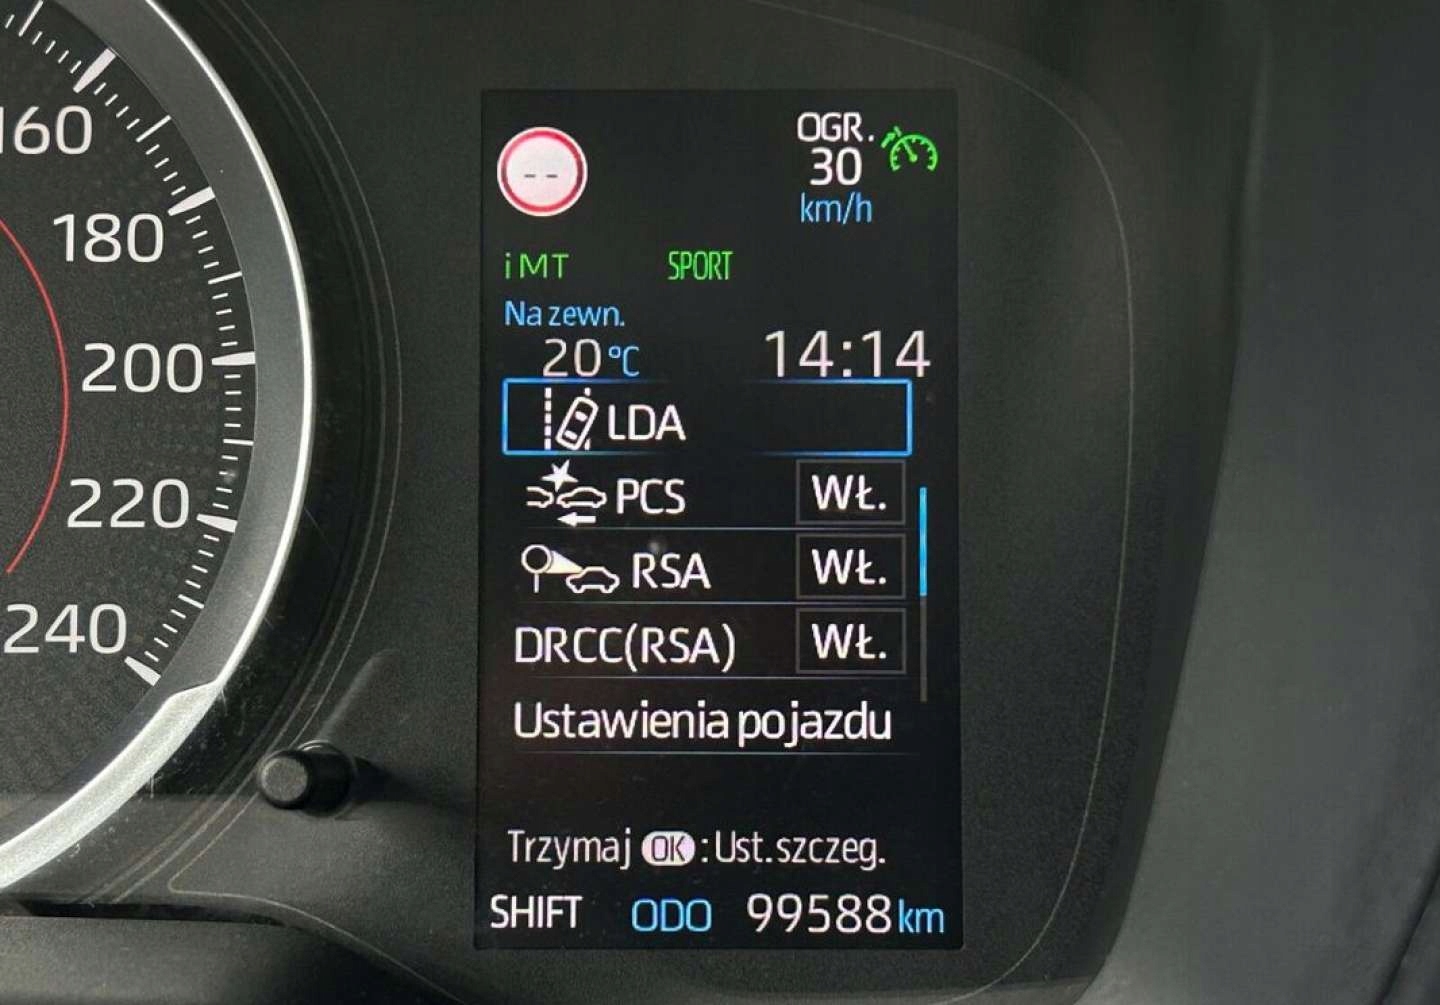 160
180
200
220
240
--
OGR.
30
km/h
iMT SPORT
Na zewn.
20 °C 14:14
LDA
PCS WŁ.
RSA WŁ.
DRCC(RSA) WŁ.
Ustawienia pojazdu
Trzymaj OK : Ust. szczeg.
SHIFT ODO 99588 km